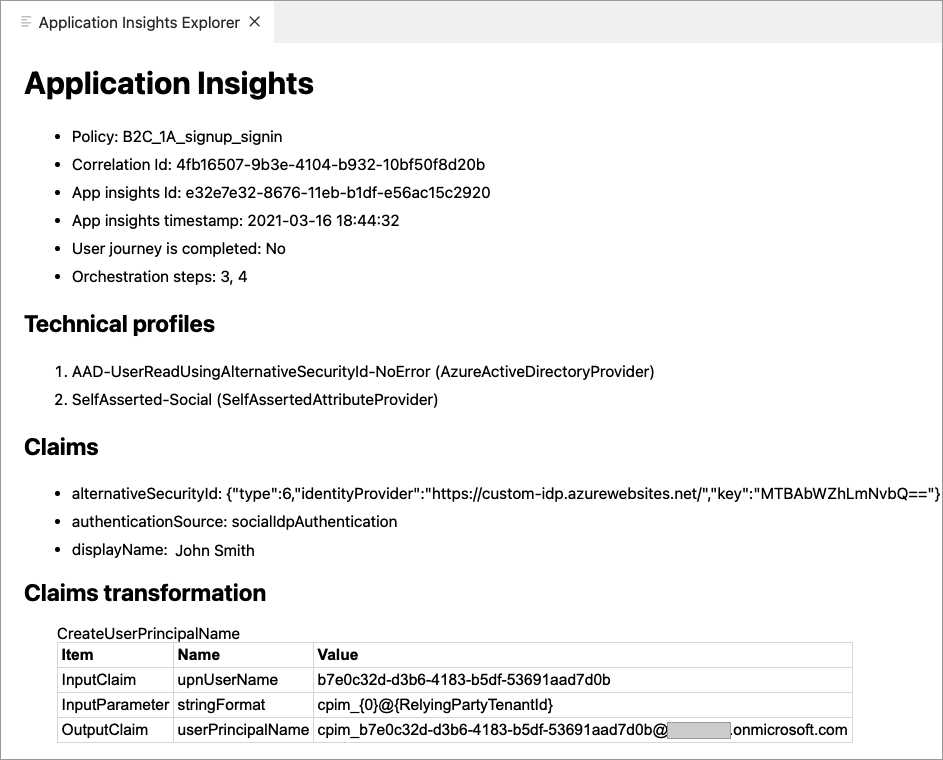 Application Insights Explorer
Application Insights
Policy: B2C_1A_signup_signin
Correlation Id: 4fb16507-9b3e-4104-b932-10bf50f8d20b
App insights Id: e32e7e32-8676-11eb-b1df-e56ac15c2920
App insights timestamp: 2021-03-16 18:44:32
User journey is completed: No
Orchestration steps: 3, 4
Technical profiles
1. AAD-UserReadUsingAlternativeSecurityId-NoError (AzureActiveDirectoryProvider)
2. SelfAsserted-Social (SelfAssertedAttributeProvider)
Claims
alternativeSecurityId: {"type":6,"identityProvider":"https://custom-idp.azurewebsites.net/","key":"MTBAbWZhLmNvbQ=="}
authenticationSource: socialIdpAuthentication
displayName: John Smith
Claims transformation
CreateUserPrincipalName
Item Name Value
InputClaim upnUserName b7e0c32d-d3b6-4183-b5df-53691aad7d0b
InputParameter stringFormat cpim_{0}@{RelyingPartyTenantId}
OutputClaim userPrincipalName cpim_b7e0c32d-d3b6-4183-b5df-53691aad7d0b@ .onmicrosoft.com